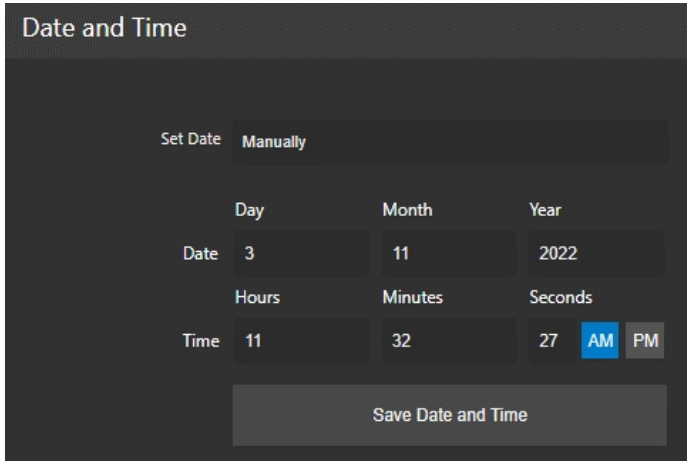 Date and Time
Set Date Manually
Day Month Year
Date 3 11 2022
Hours Minutes Seconds
Time 11 32 27 AM PM
Save Date and Time